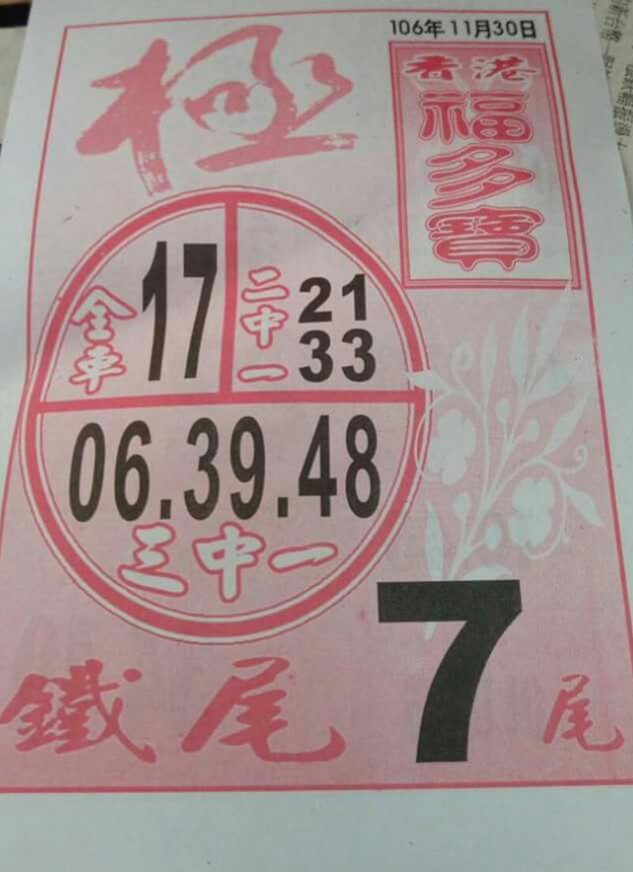 106年11月30日
極
香港
福多寶
全車
17
二中一
21
33
06.39.48
三中一
鐵尾 7尾